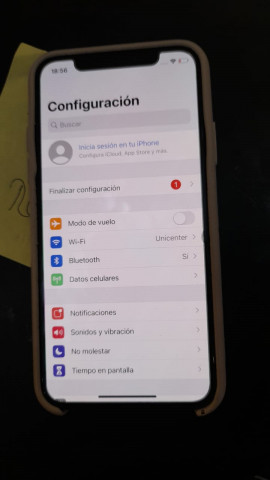 18:56
Configuración
Buscar
Inicia sesión en tu iPhone
Configura iCloud, App Store y más.
Finalizar configuración 1
Modo de vuelo
Wi-Fi Unicenter
Bluetooth Sí
Datos celulares
Notificaciones
Sonidos y vibración
No molestar
Tiempo en pantalla